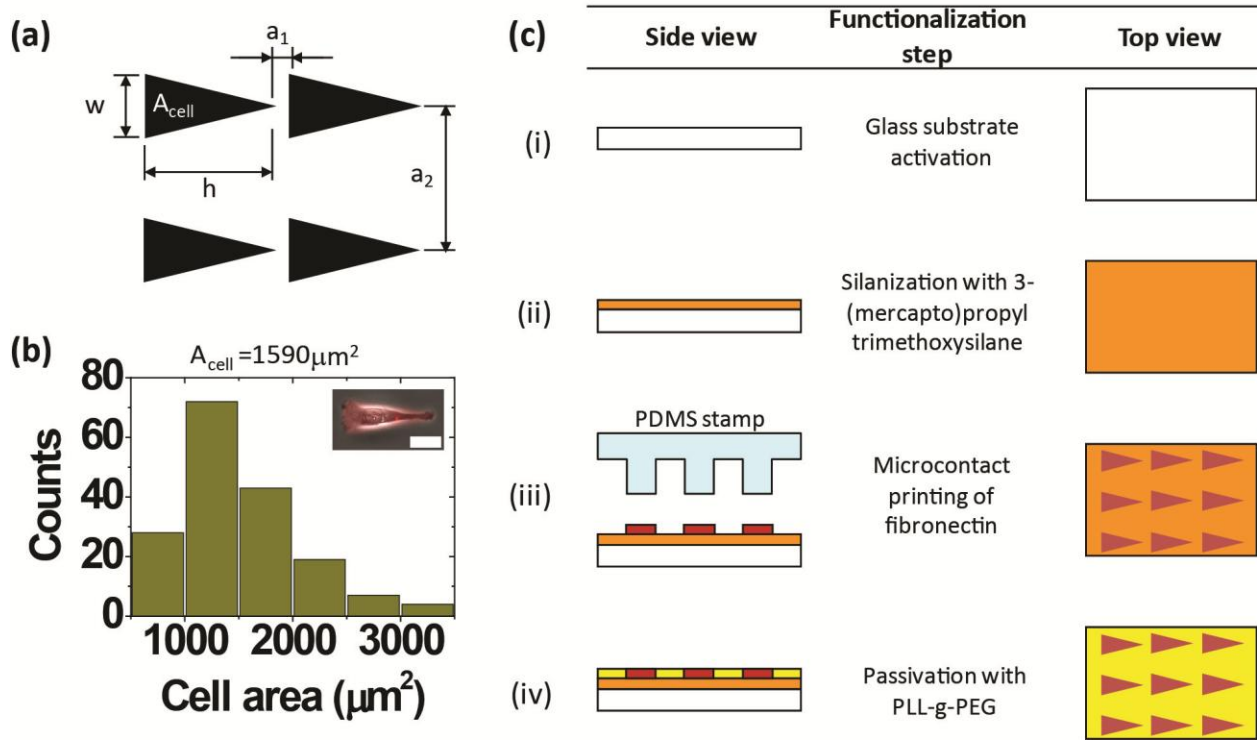 (a)
a1
w
Acell
h
a2
(b)
Acell =1590μm2
Counts
80
60
40
20
0
1000 2000 3000
Cell area (μm2)
(c)
Side view
Functionalization
step
Top view
(i)
Glass substrate
activation
(ii)
Silanization with 3-
(mercapto)propyl
trimethoxysilane
PDMS stamp
(iii)
Microcontact
printing of
fibronectin
(iv)
Passivation with
PLL-g-PEG